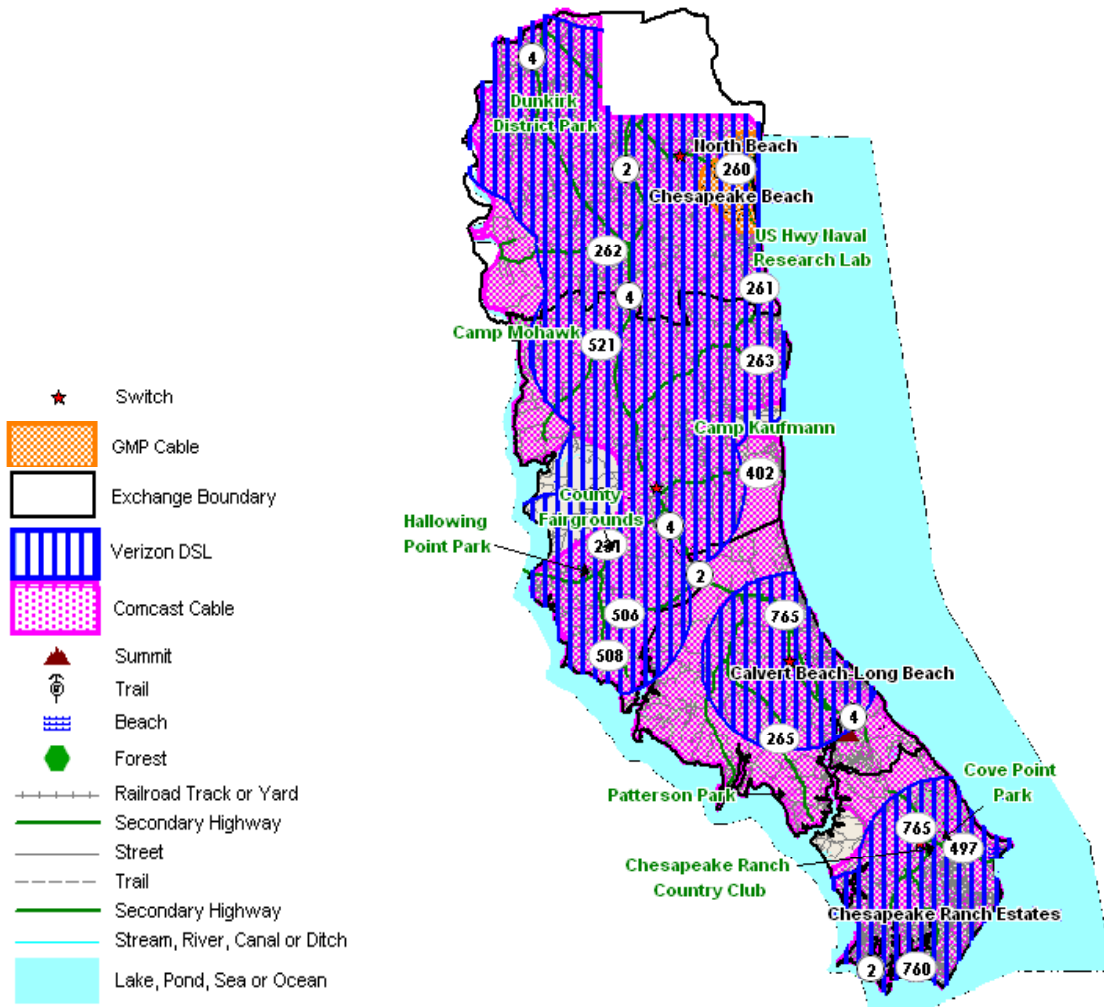 4
Dunkirk
District Park
North Beach
2
260
Chesapeake Beach
US Hwy Naval
Research Lab
262
261
4
Camp Mohawk
521
263
Camp Kaufmann
402
County
Fairgrounds
Hallowing
Point Park
4
231
2
506
765
508
Calvert Beach-Long Beach
4
265
Cove Point
Park
Patterson Park
765
497
Chesapeake Ranch
Country Club
Chesapeake Ranch Estates
2
760
Switch
GMP Cable
Exchange Boundary
Verizon DSL
Comcast Cable
Summit
Trail
Beach
Forest
Railroad Track or Yard
Secondary Highway
Street
Trail
Secondary Highway
Stream, River, Canal or Ditch
Lake, Pond, Sea or Ocean